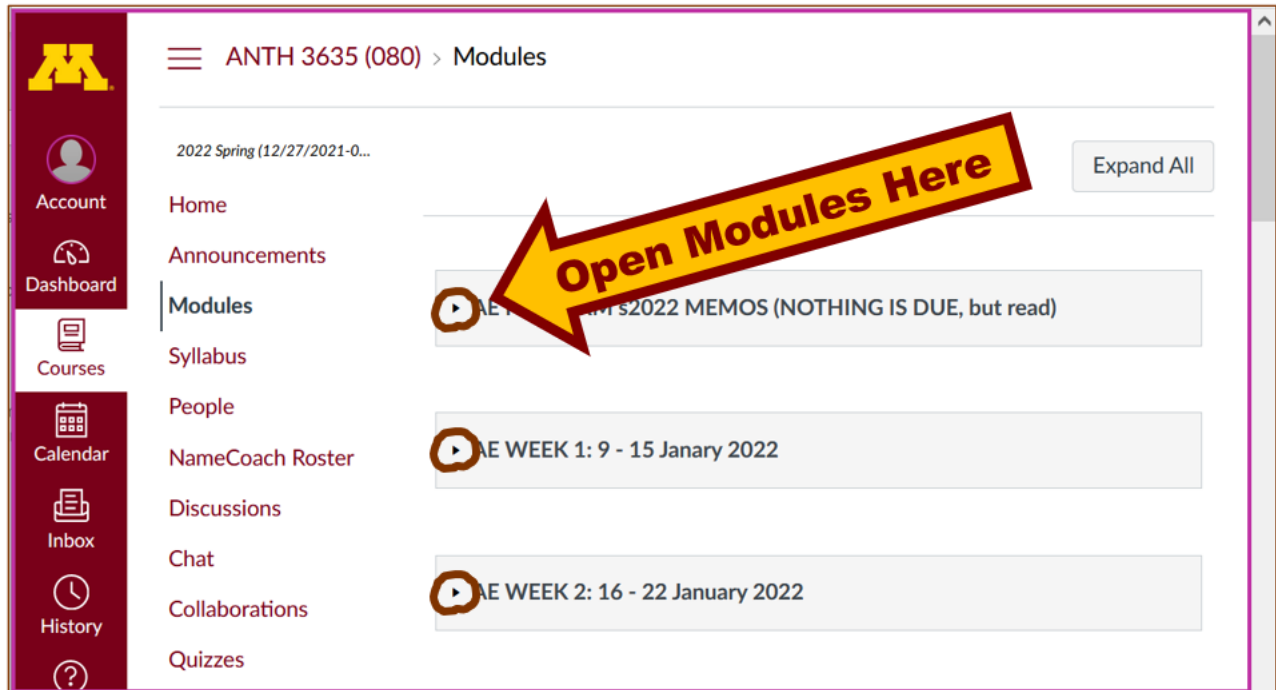 M
ANTH 3635 (080) > Modules
2022 Spring (12/27/2021-0...
Expand All
Open Modules Here
Account
Dashboard
Courses
Calendar
Inbox
History
Home
Announcements
Modules
Syllabus
People
NameCoach Roster
Discussions
Chat
Collaborations
Quizzes
s2022 MEMOS (NOTHING IS DUE, but read)
AE WEEK 1: 9 - 15 Janary 2022
AE WEEK 2: 16 - 22 January 2022